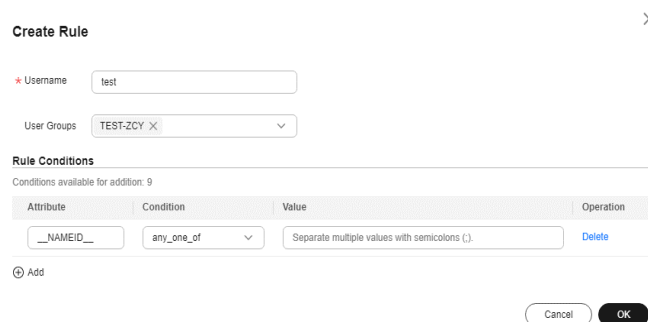 Create Rule
* Username test
User Groups TEST-ZCY
Rule Conditions
Conditions available for addition: 9
Attribute Condition Value Operation
__NAMEID__ any_one_of Separate multiple values with semicolons (;). Delete
Add
Cancel OK